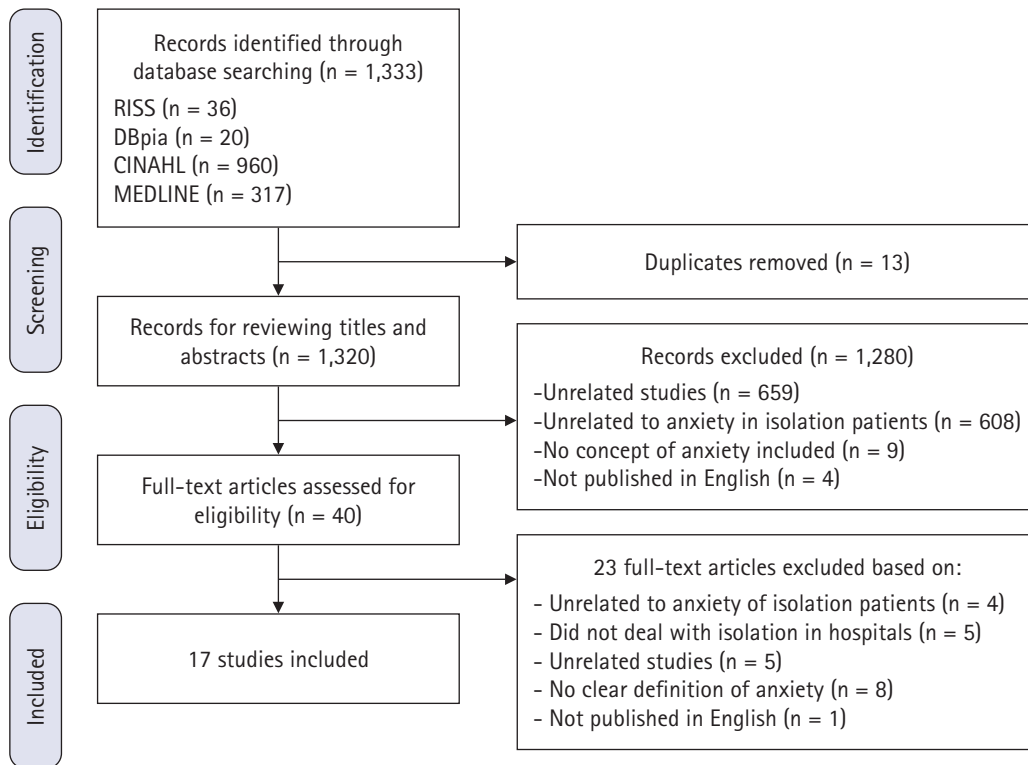 Identification
Records identified through
database searching (n = 1,333)
RISS (n = 36)
DBpia (n = 20)
CINAHL (n = 960)
MEDLINE (n = 317)
Screening
Duplicates removed (n = 13)
Records for reviewing titles and
abstracts (n = 1,320)
Records excluded (n = 1,280)
-Unrelated studies (n = 659)
-Unrelated to anxiety in isolation patients (n = 608)
-No concept of anxiety included (n = 9)
-Not published in English (n = 4)
Eligibility
Full-text articles assessed for
eligibility (n = 40)
23 full-text articles excluded based on:
- Unrelated to anxiety of isolation patients (n = 4)
- Did not deal with isolation in hospitals (n = 5)
- Unrelated studies (n = 5)
- No clear definition of anxiety (n = 8)
- Not published in English (n = 1)
Included
17 studies included